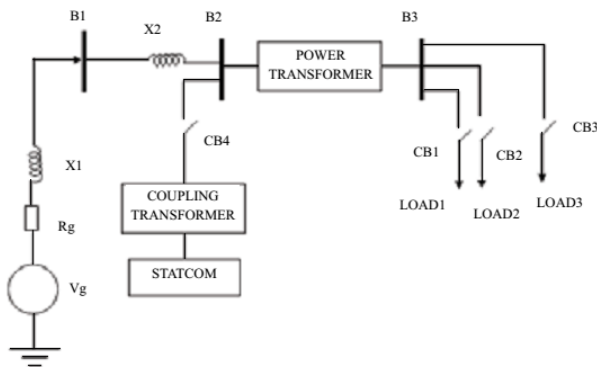 B1
X2
B2
POWER
TRANSFORMER
B3
CB4
CB1
CB2
CB3
X1
COUPLING
TRANSFORMER
LOAD1
LOAD2
LOAD3
Rg
STATCOM
Vg